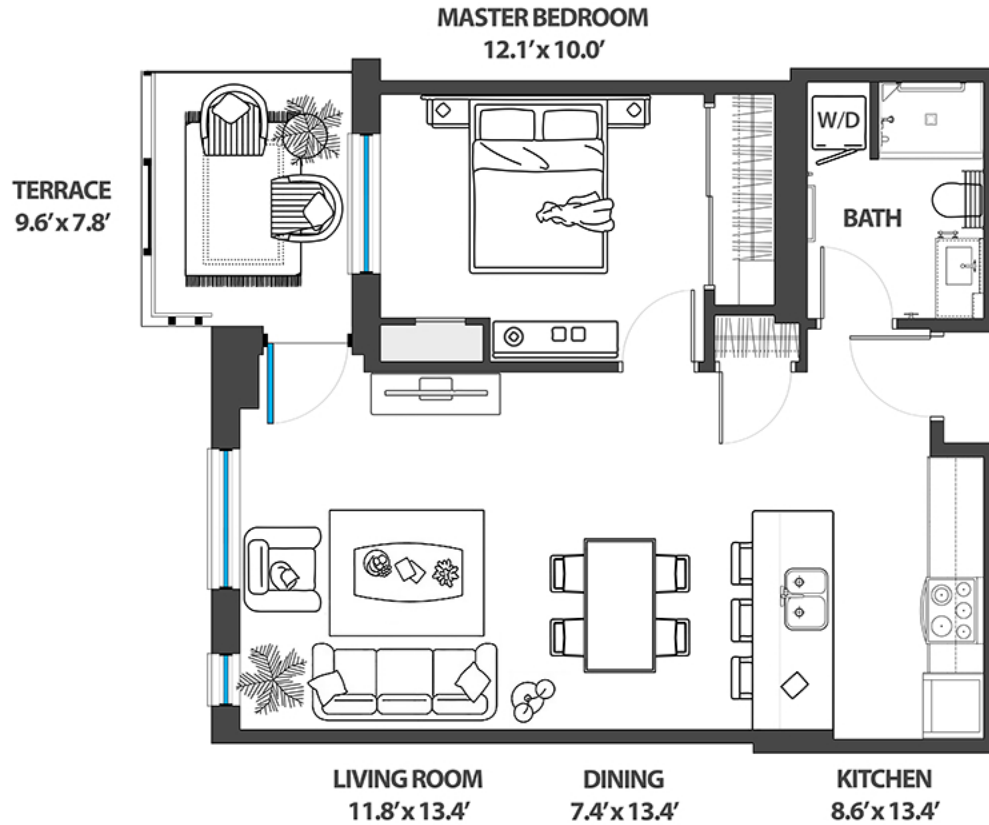 MASTER BEDROOM
12.1’ x 10.0’
TERRACE
9.6’ x 7.8’
W/D
BATH
LIVING ROOM
11.8’ x 13.4’
DINING
7.4’ x 13.4’
KITCHEN
8.6’ x 13.4’